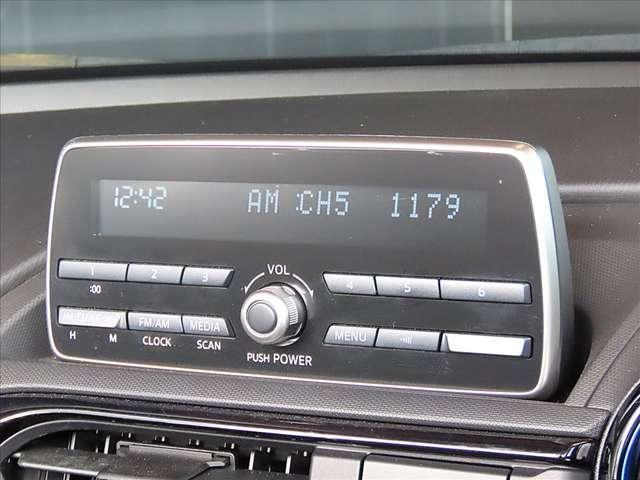 12:42 AM :CH5 1179
VOL
1 2 3 4 5 6
:00
TUNE FM/AM MEDIA MENU
H M CLOCK SCAN
PUSH POWER